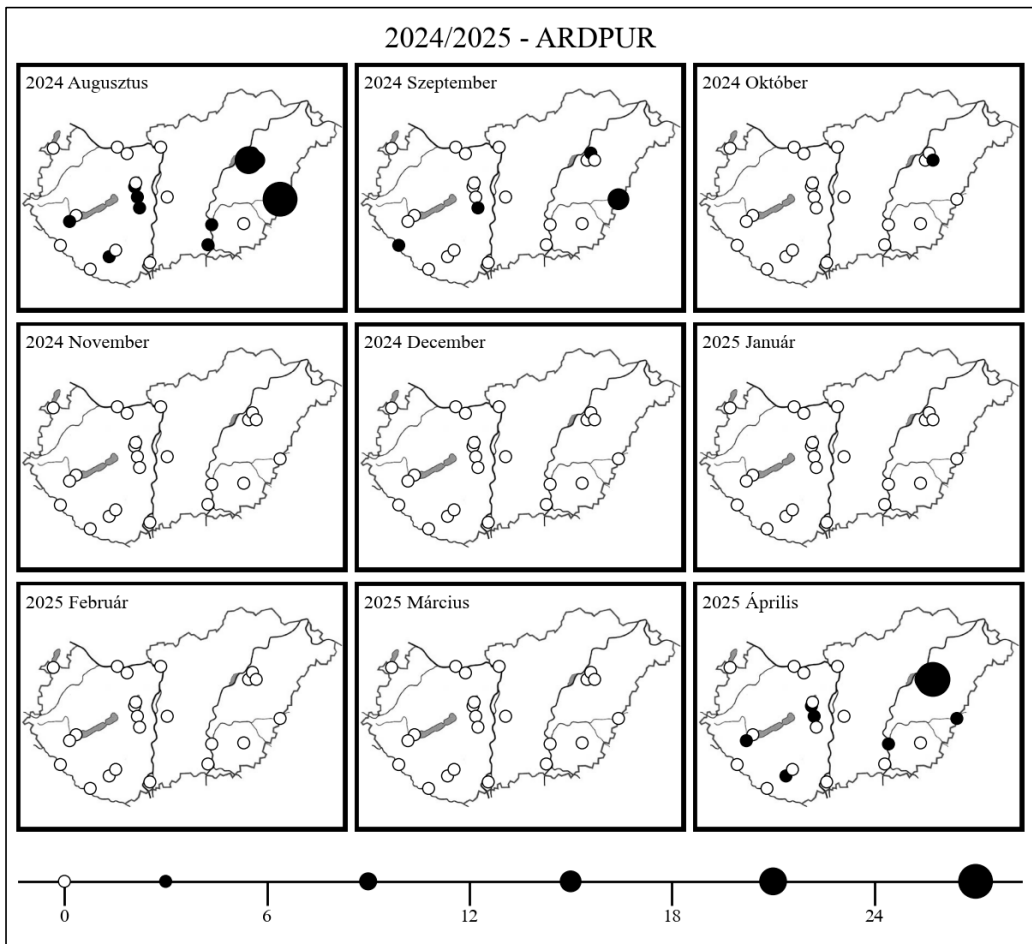 2024/2025 - ARDPUR
2024 Augusztus
2024 Szeptember
2024 Október
2024 November
2024 December
2025 Január
2025 Február
2025 Március
2025 Április
0
6
12
18
24